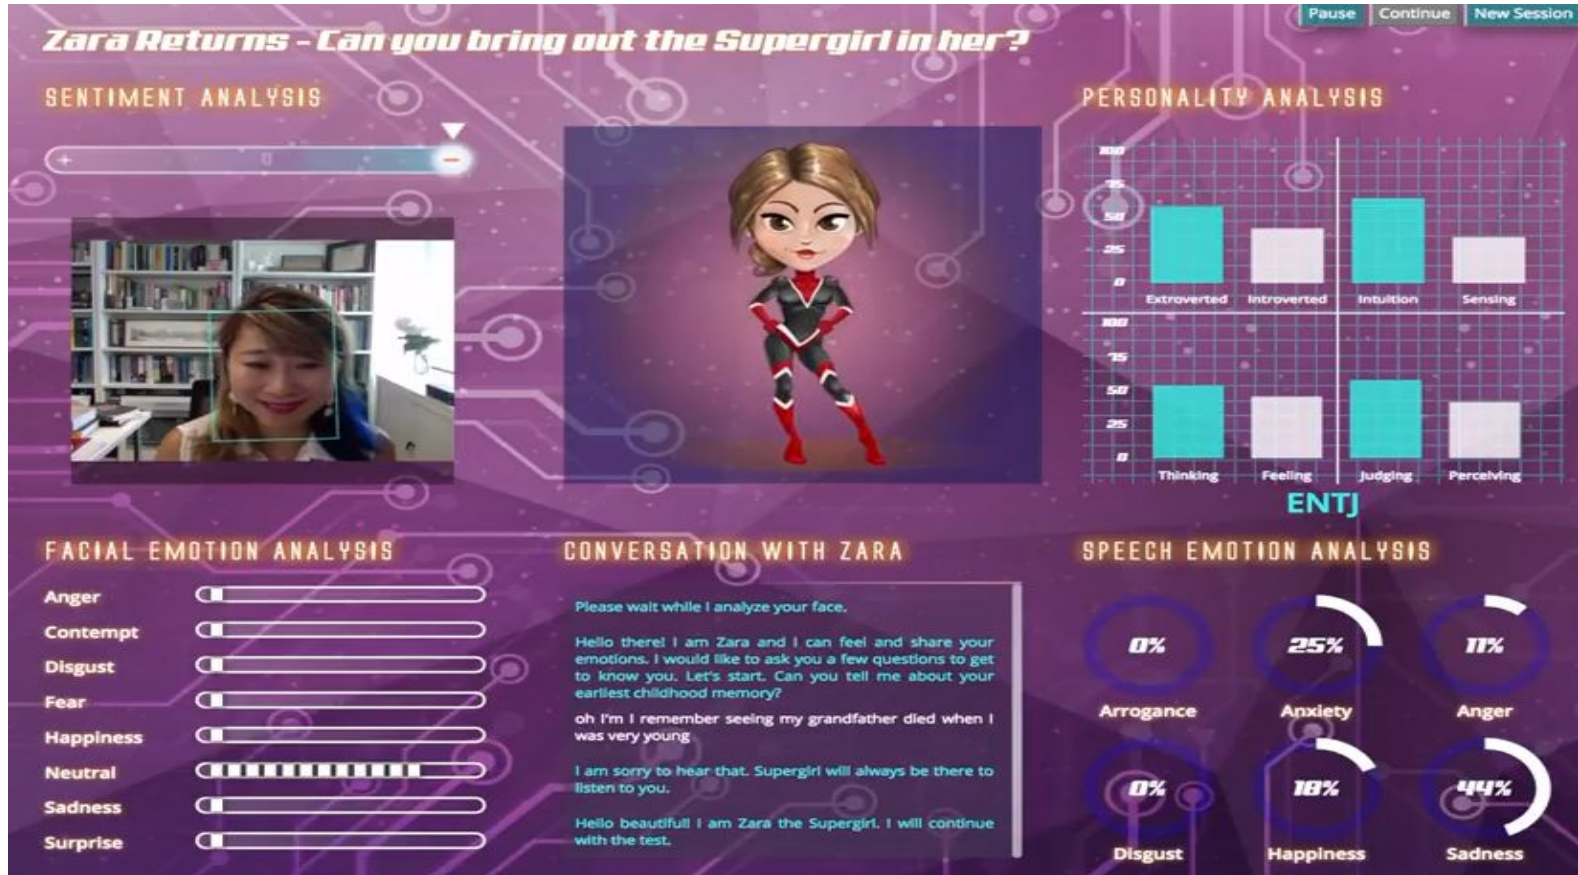 Pause Continue New Session
Zara Returns - Can you bring out the Supergirl in her?
SENTIMENT ANALYSIS
+ 0 -
PERSONALITY ANALYSIS
100
75
50
25
0
Extroverted Introverted Intuition Sensing
100
75
50
25
0
Thinking Feeling Judging Perceiving
ENTJ
FACIAL EMOTION ANALYSIS
Anger
Contempt
Disgust
Fear
Happiness
Neutral
Sadness
Surprise
CONVERSATION WITH ZARA
Please wait while I analyze your face.
Hello there! I am Zara and I can feel and share your
emotions. I would like to ask you a few questions to get
to know you. Let's start. Can you tell me about your
earliest childhood memory?
oh I'm I remember seeing my grandfather died when I
was very young
I am sorry to hear that. Supergirl will always be there to
listen to you.
Hello beautiful! I am Zara the Supergirl. I will continue
with the test.
SPEECH EMOTION ANALYSIS
0% 25% 11%
Arrogance Anxiety Anger
0% 18% 44%
Disgust Happiness Sadness